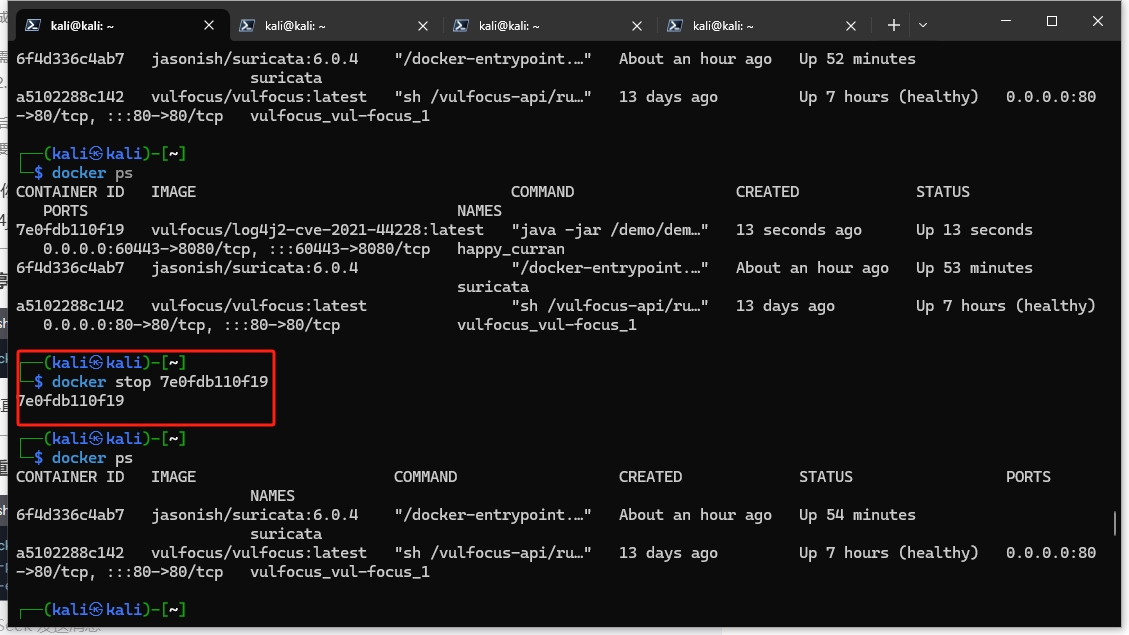 kali@kali: ~
kali@kali: ~
kali@kali: ~
kali@kali: ~
6f4d336c4ab7   jasonish/suricata:6.0.4    "/docker-entrypoint.…"   About an hour ago   Up 52 minutes
suricata
a5102288c142   vulfocus/vulfocus:latest   "sh /vulfocus-api/ru…"   13 days ago         Up 7 hours (healthy)   0.0.0.0:80
->80/tcp, :::80->80/tcp   vulfocus_vul-focus_1
┌──(kali㉿kali)-[~]
└─$ docker ps
CONTAINER ID   IMAGE                                   COMMAND                  CREATED             STATUS
PORTS                                         NAMES
7e0fdb110f19   vulfocus/log4j2-cve-2021-44228:latest   "java -jar /demo/dem…"   13 seconds ago      Up 13 seconds
0.0.0.0:60443->8080/tcp, :::60443->8080/tcp   happy_curran
6f4d336c4ab7   jasonish/suricata:6.0.4                 "/docker-entrypoint.…"   About an hour ago   Up 53 minutes
suricata
a5102288c142   vulfocus/vulfocus:latest                "sh /vulfocus-api/ru…"   13 days ago         Up 7 hours (healthy)
0.0.0.0:80->80/tcp, :::80->80/tcp             vulfocus_vul-focus_1
┌──(kali㉿kali)-[~]
└─$ docker stop 7e0fdb110f19
7e0fdb110f19
┌──(kali㉿kali)-[~]
└─$ docker ps
CONTAINER ID   IMAGE                      COMMAND                  CREATED             STATUS                 PORTS
NAMES
6f4d336c4ab7   jasonish/suricata:6.0.4    "/docker-entrypoint.…"   About an hour ago   Up 54 minutes
suricata
a5102288c142   vulfocus/vulfocus:latest   "sh /vulfocus-api/ru…"   13 days ago         Up 7 hours (healthy)   0.0.0.0:80
->80/tcp, :::80->80/tcp   vulfocus_vul-focus_1
┌──(kali㉿kali)-[~]